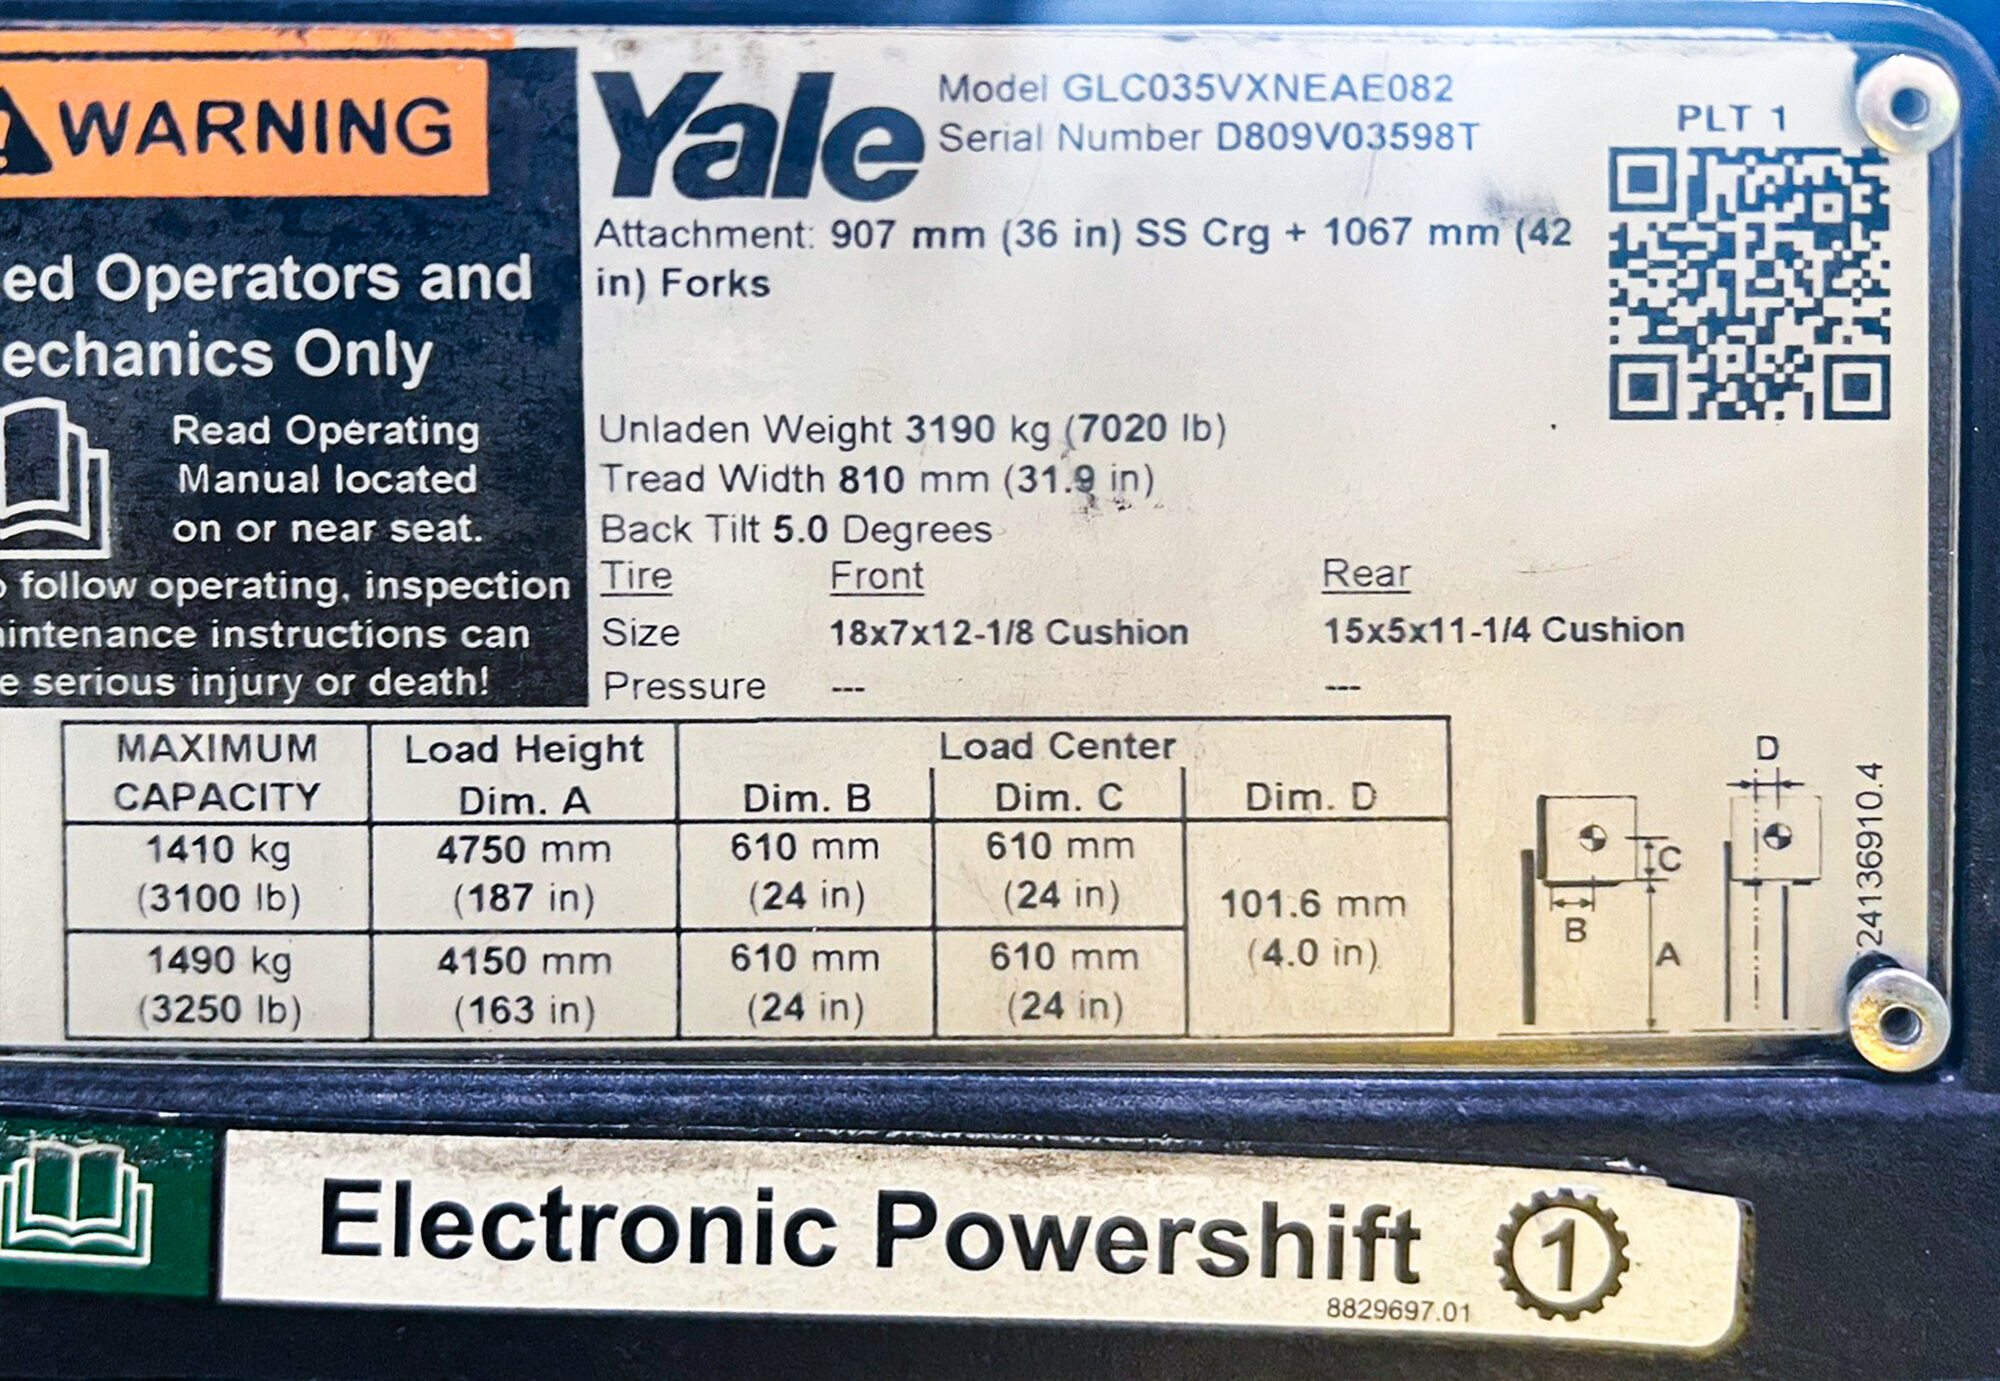 WARNING
ed Operators and
echanics Only
Read Operating
Manual located
on or near seat.
follow operating, inspection
intenance instructions can
e serious injury or death!
Yale
Model GLC035VXNEAE082
Serial Number D809V03598T
PLT 1
Attachment: 907 mm (36 in) SS Crg + 1067 mm (42
in) Forks
Unladen Weight 3190 kg (7020 lb)
Tread Width 810 mm (31.9 in)
Back Tilt 5.0 Degrees
Tire Front Rear
Size 18x7x12-1/8 Cushion 15x5x11-1/4 Cushion
Pressure --- ---
MAXIMUM Load Height Load Center
CAPACITY Dim. A Dim. B Dim. C Dim. D
1410 kg 4750 mm 610 mm 610 mm
(3100 lb) (187 in) (24 in) (24 in)
101.6 mm
(4.0 in)
1490 kg 4150 mm 610 mm 610 mm
(3250 lb) (163 in) (24 in) (24 in)
D
C
B
A
524136910.4
Electronic Powershift 1
8829697.01